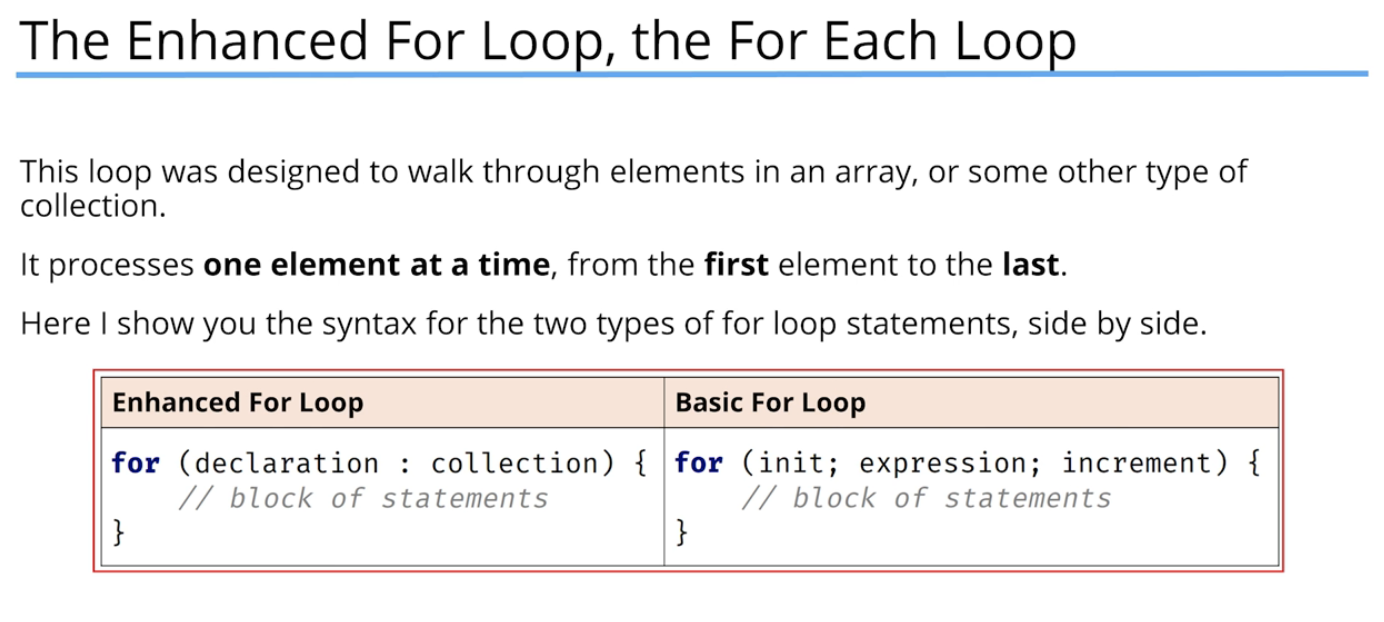 The Enhanced For Loop, the For Each Loop
This loop was designed to walk through elements in an array, or some other type of
collection.
It processes one element at a time, from the first element to the last.
Here I show you the syntax for the two types of for loop statements, side by side.
Enhanced For Loop
for (declaration : collection) {
// block of statements
}
Basic For Loop
for (init; expression; increment) {
// block of statements
}